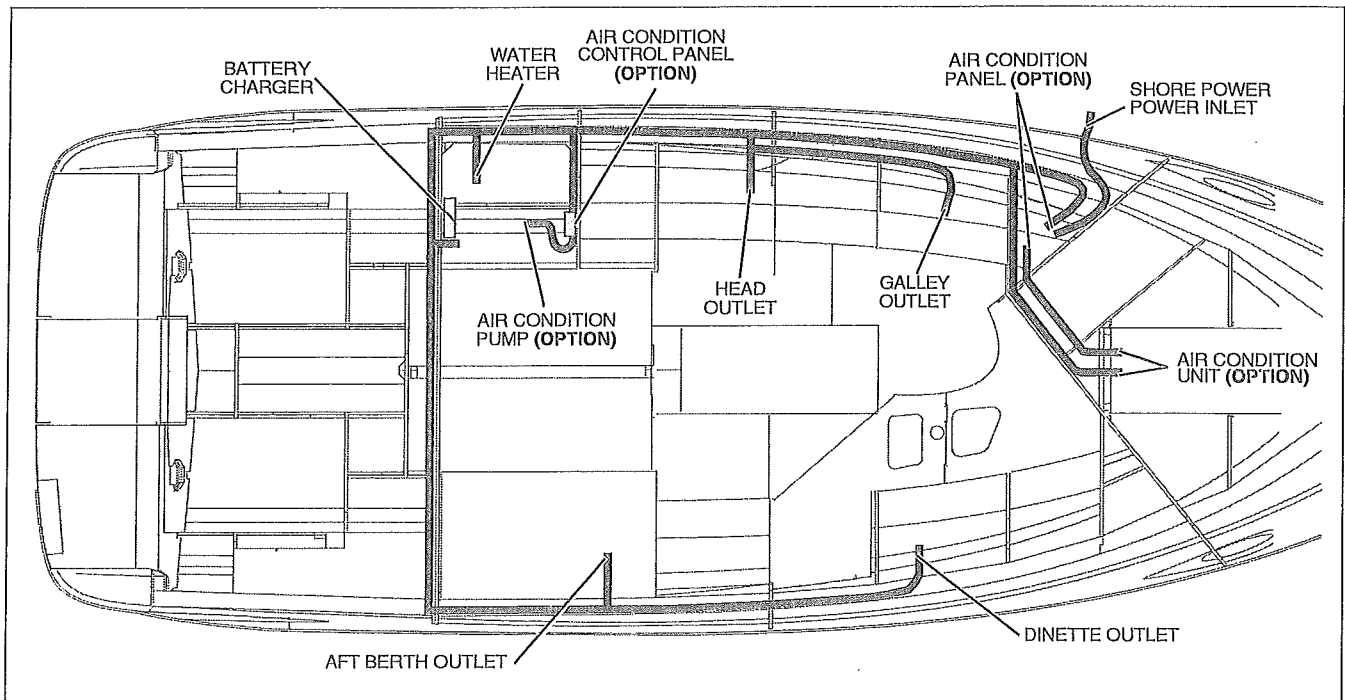 BATTERY
CHARGER
WATER
HEATER
AIR CONDITION
CONTROL PANEL
(OPTION)
AIR CONDITION
PANEL (OPTION)
SHORE POWER
POWER INLET
HEAD
OUTLET
GALLEY
OUTLET
AIR CONDITION
PUMP (OPTION)
AIR CONDITION
UNIT (OPTION)
DINETTE OUTLET
AFT BERTH OUTLET